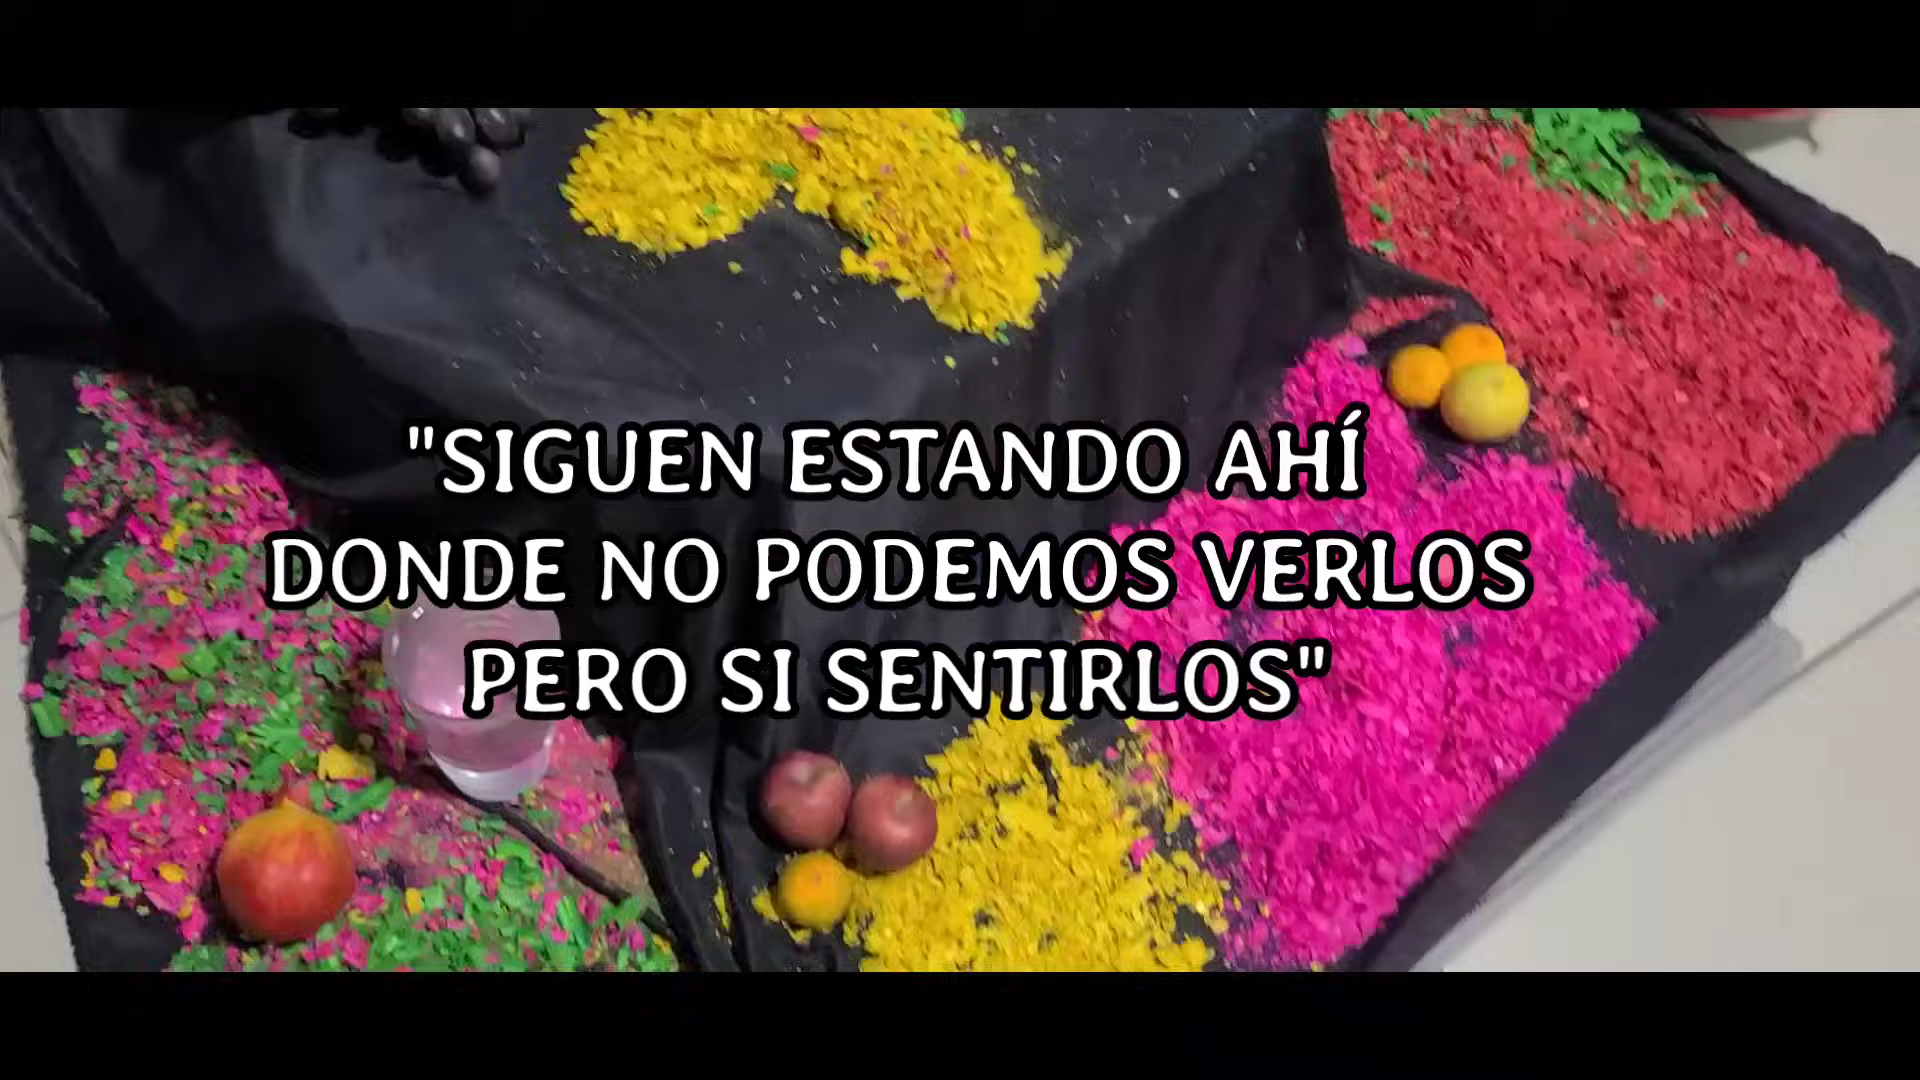 "SIGUEN ESTANDO AHÍ
DONDE NO PODEMOS VERLOS
PERO SI SENTIRLOS"